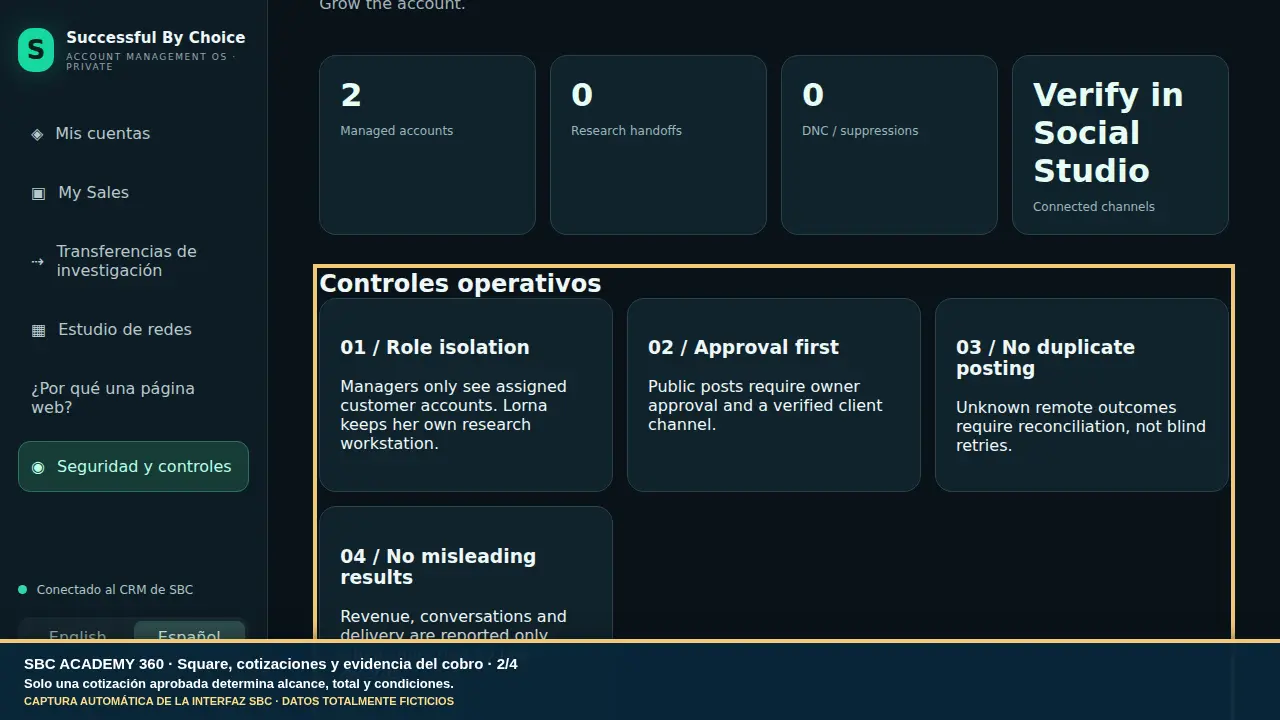 Grow the account.
S
Successful By Choice
ACCOUNT MANAGEMENT OS ·
PRIVATE
◈ Mis cuentas
▣ My Sales
⇢ Transferencias de
investigación
▦ Estudio de redes
¿Por qué una página
web?
◉ Seguridad y controles
Conectado al CRM de SBC
English Español
2
Managed accounts
0
Research handoffs
0
DNC / suppressions
Verify in
Social
Studio
Connected channels
Controles operativos
01 / Role isolation
Managers only see assigned
customer accounts. Lorna
keeps her own research
workstation.
02 / Approval first
Public posts require owner
approval and a verified client
channel.
03 / No duplicate
posting
Unknown remote outcomes
require reconciliation, not blind
retries.
04 / No misleading
results
Revenue, conversations and
delivery are reported only
SBC ACADEMY 360 · Square, cotizaciones y evidencia del cobro · 2/4
Solo una cotización aprobada determina alcance, total y condiciones.
CAPTURA AUTOMÁTICA DE LA INTERFAZ SBC · DATOS TOTALMENTE FICTICIOS